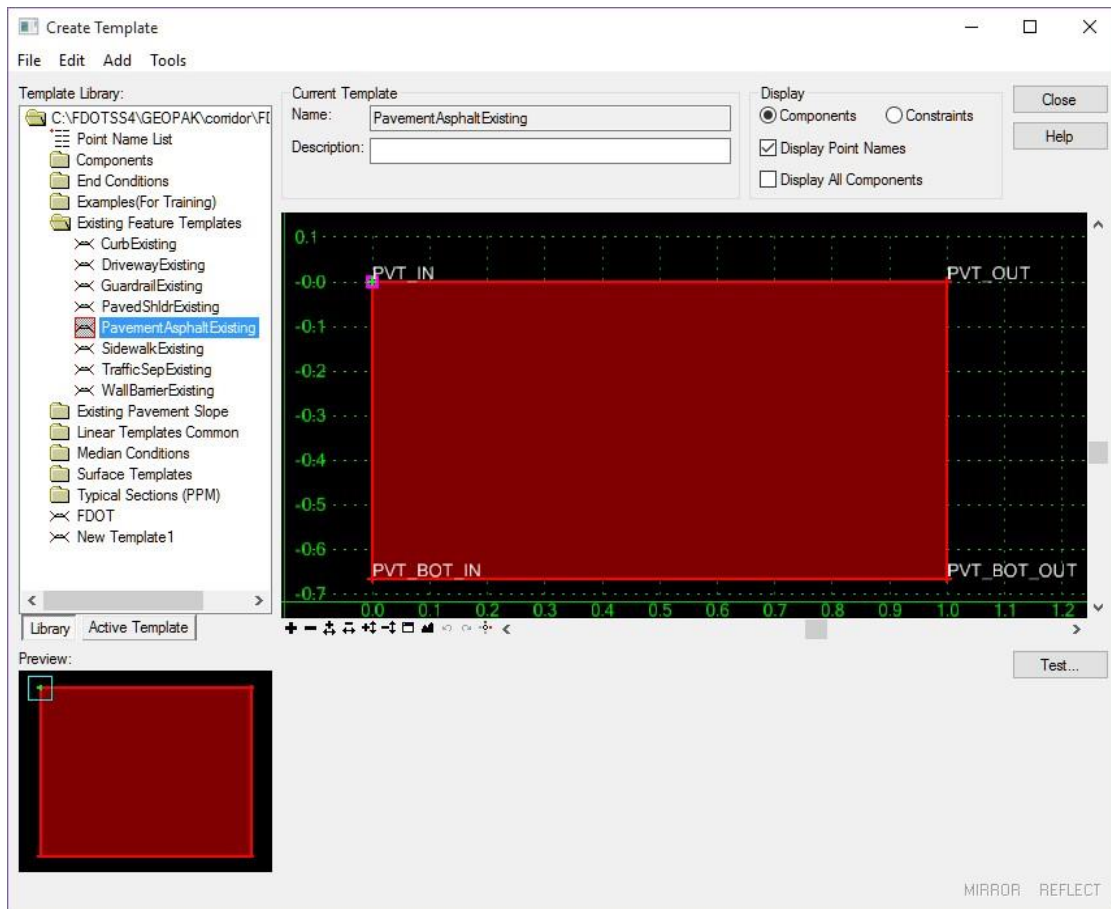 Create Template
File Edit Add Tools
Template Library:
C:\FDOTSS4\GEOPAK\corridor\F
Point Name List
Components
End Conditions
Examples(For Training)
Existing Feature Templates
CurbExisting
DrivewayExisting
GuardrailExisting
PavedShldrExisting
PavementAsphaltExisting
SidewalkExisting
TrafficSepExisting
WallBarrierExisting
Existing Pavement Slope
Linear Templates Common
Median Conditions
Surface Templates
Typical Sections (PPM)
FDOT
New Template1
Library Active Template
Current Template
Name: PavementAsphaltExisting
Description:
Display
Components Constraints
Display Point Names
Display All Components
Close
Help
0.1
-0.0
-0.1
-0.2
-0.3
-0.4
-0.5
-0.6
-0.7
PVT_IN PVT_OUT
PVT_BOT_IN PVT_BOT_OUT
0.0 0.1 0.2 0.3 0.4 0.5 0.6 0.7 0.8 0.9 1.0 1.1 1.2
Preview:
Test...
MIRROR REFLECT